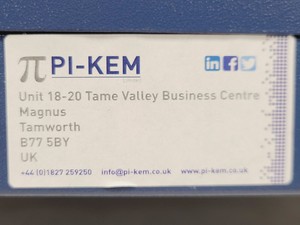 π PI-KEM
Unit 18-20 Tame Valley Business Centre
Magnus
Tamworth
B77 5BY
UK
+44 (0)1827 259250 info@pi-kem.co.uk www.pi-kem.co.uk